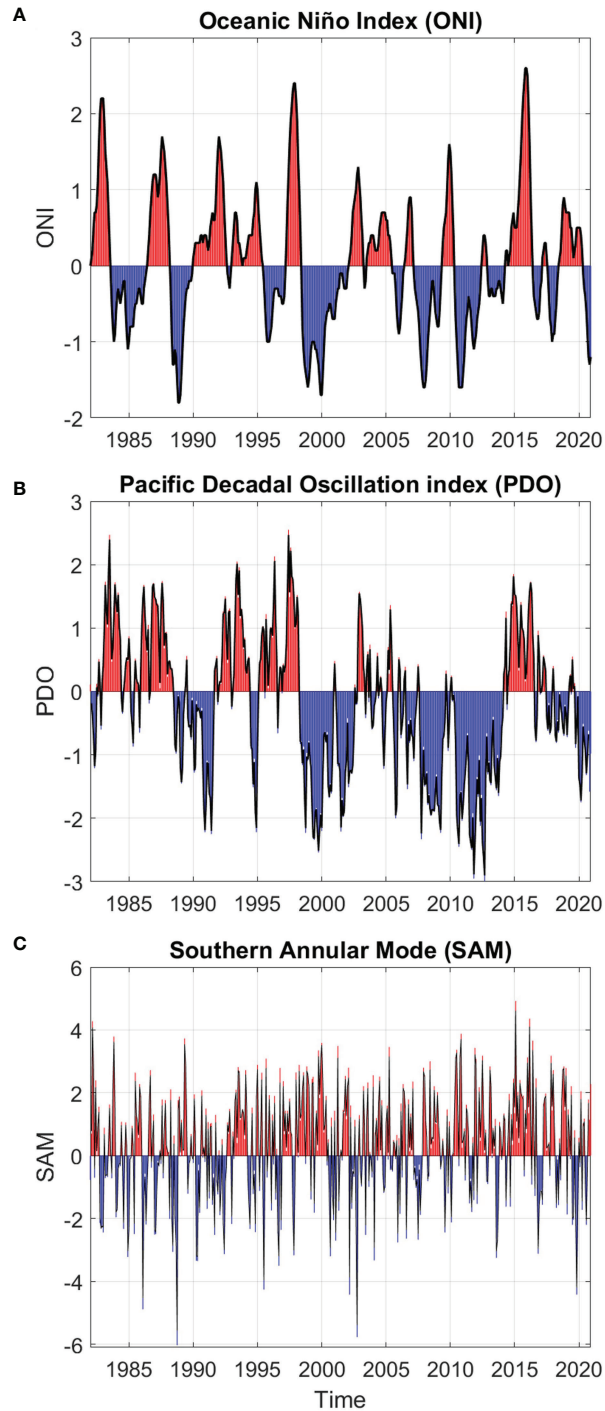 A
Oceanic Niño Index (ONI)
3
2
1
0
-1
-2
ONI
1985 1990 1995 2000 2005 2010 2015 2020
B
Pacific Decadal Oscillation index (PDO)
3
2
1
0
-1
-2
-3
PDO
1985 1990 1995 2000 2005 2010 2015 2020
C
Southern Annular Mode (SAM)
6
4
2
0
-2
-4
-6
SAM
1985 1990 1995 2000 2005 2010 2015 2020
Time